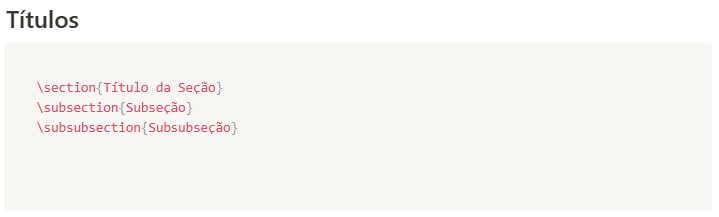 Títulos
\section{Título da Seção}
\subsection{Subseção}
\subsubsection{Subsubseção}